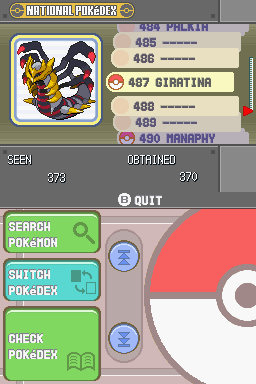 NATIONAL POKéDEX
484 PALKIA
485 -----
486 -----
487 GIRATINA
488 -----
489 -----
490 MANAPHY
SEEN
373
OBTAINED
370
B QUIT
SEARCH
POKéMON
SWITCH
POKéDEX
CHECK
POKéDEX